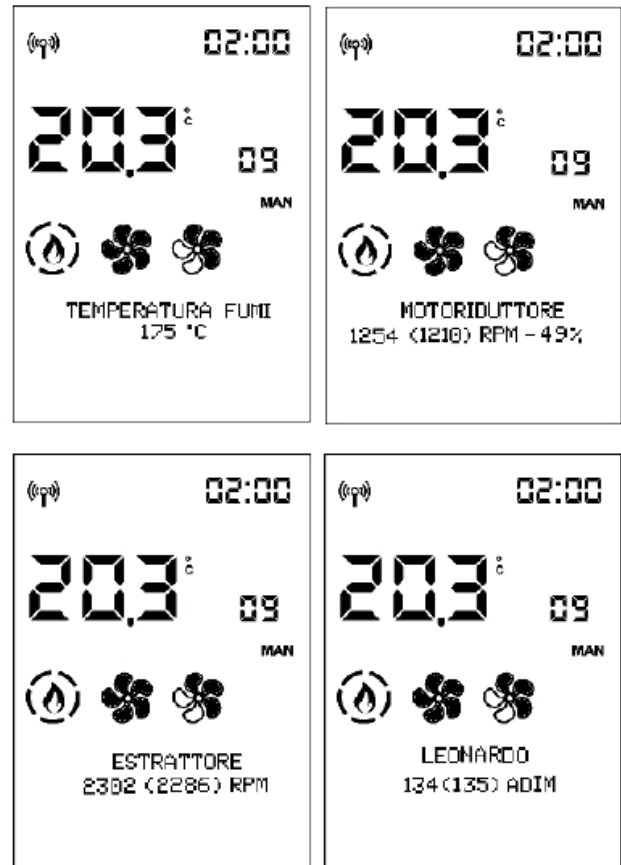 02:00
20.3 °C
09
MAN
TEMPERATURA FUMI
175 °C
02:00
20.3 °C
09
MAN
MOTORIDUTTORE
1254 (1210) RPM - 49%
02:00
20.3 °C
09
MAN
ESTRATTORE
2302 (2286) RPM
02:00
20.3 °C
09
MAN
LEONARDO
134(135) ADIM